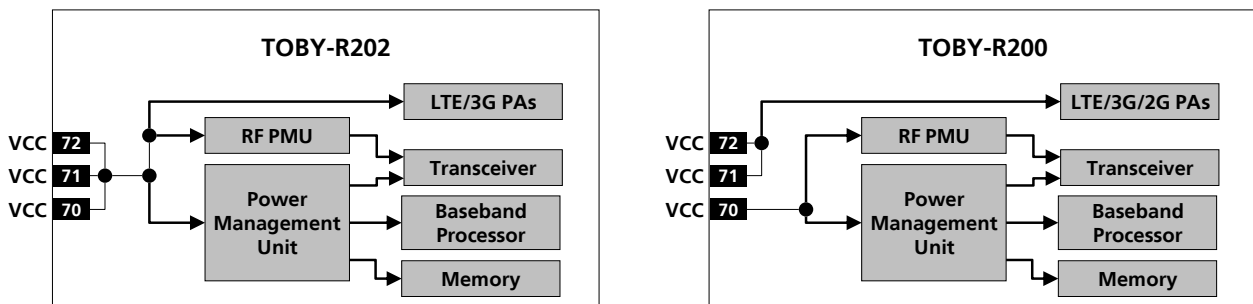 TOBY-R202
LTE/3G PAs
RF PMU
VCC 72
VCC 71
VCC 70
Transceiver
Power
Management
Unit
Baseband
Processor
Memory
TOBY-R200
LTE/3G/2G PAs
RF PMU
VCC 72
VCC 71
VCC 70
Transceiver
Power
Management
Unit
Baseband
Processor
Memory